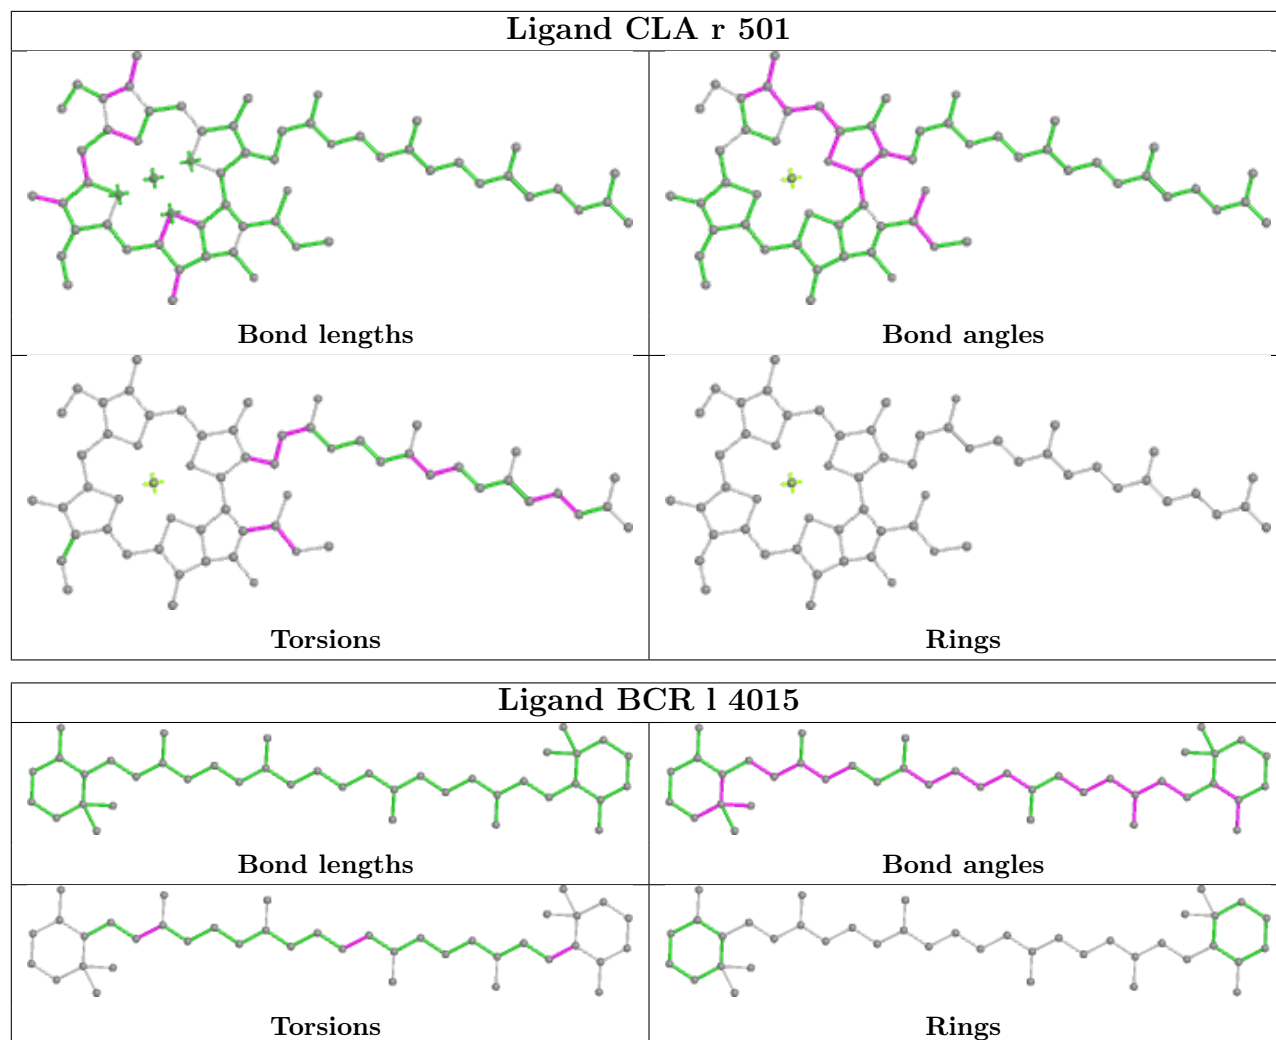 Ligand CLA r 501
Bond lengths
Bond angles
Torsions
Rings
Ligand BCR l 4015
Bond lengths
Bond angles
Torsions
Rings